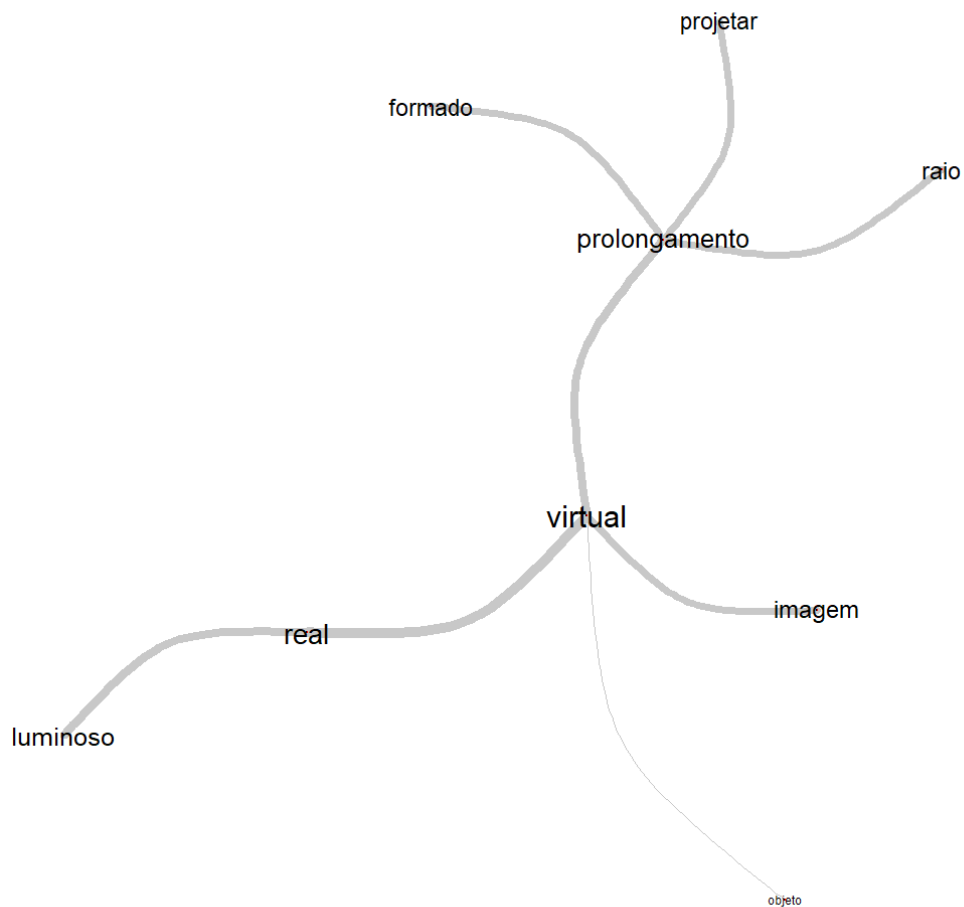 projetar
formado
raio
prolongamento
virtual
imagem
real
luminoso
objeto